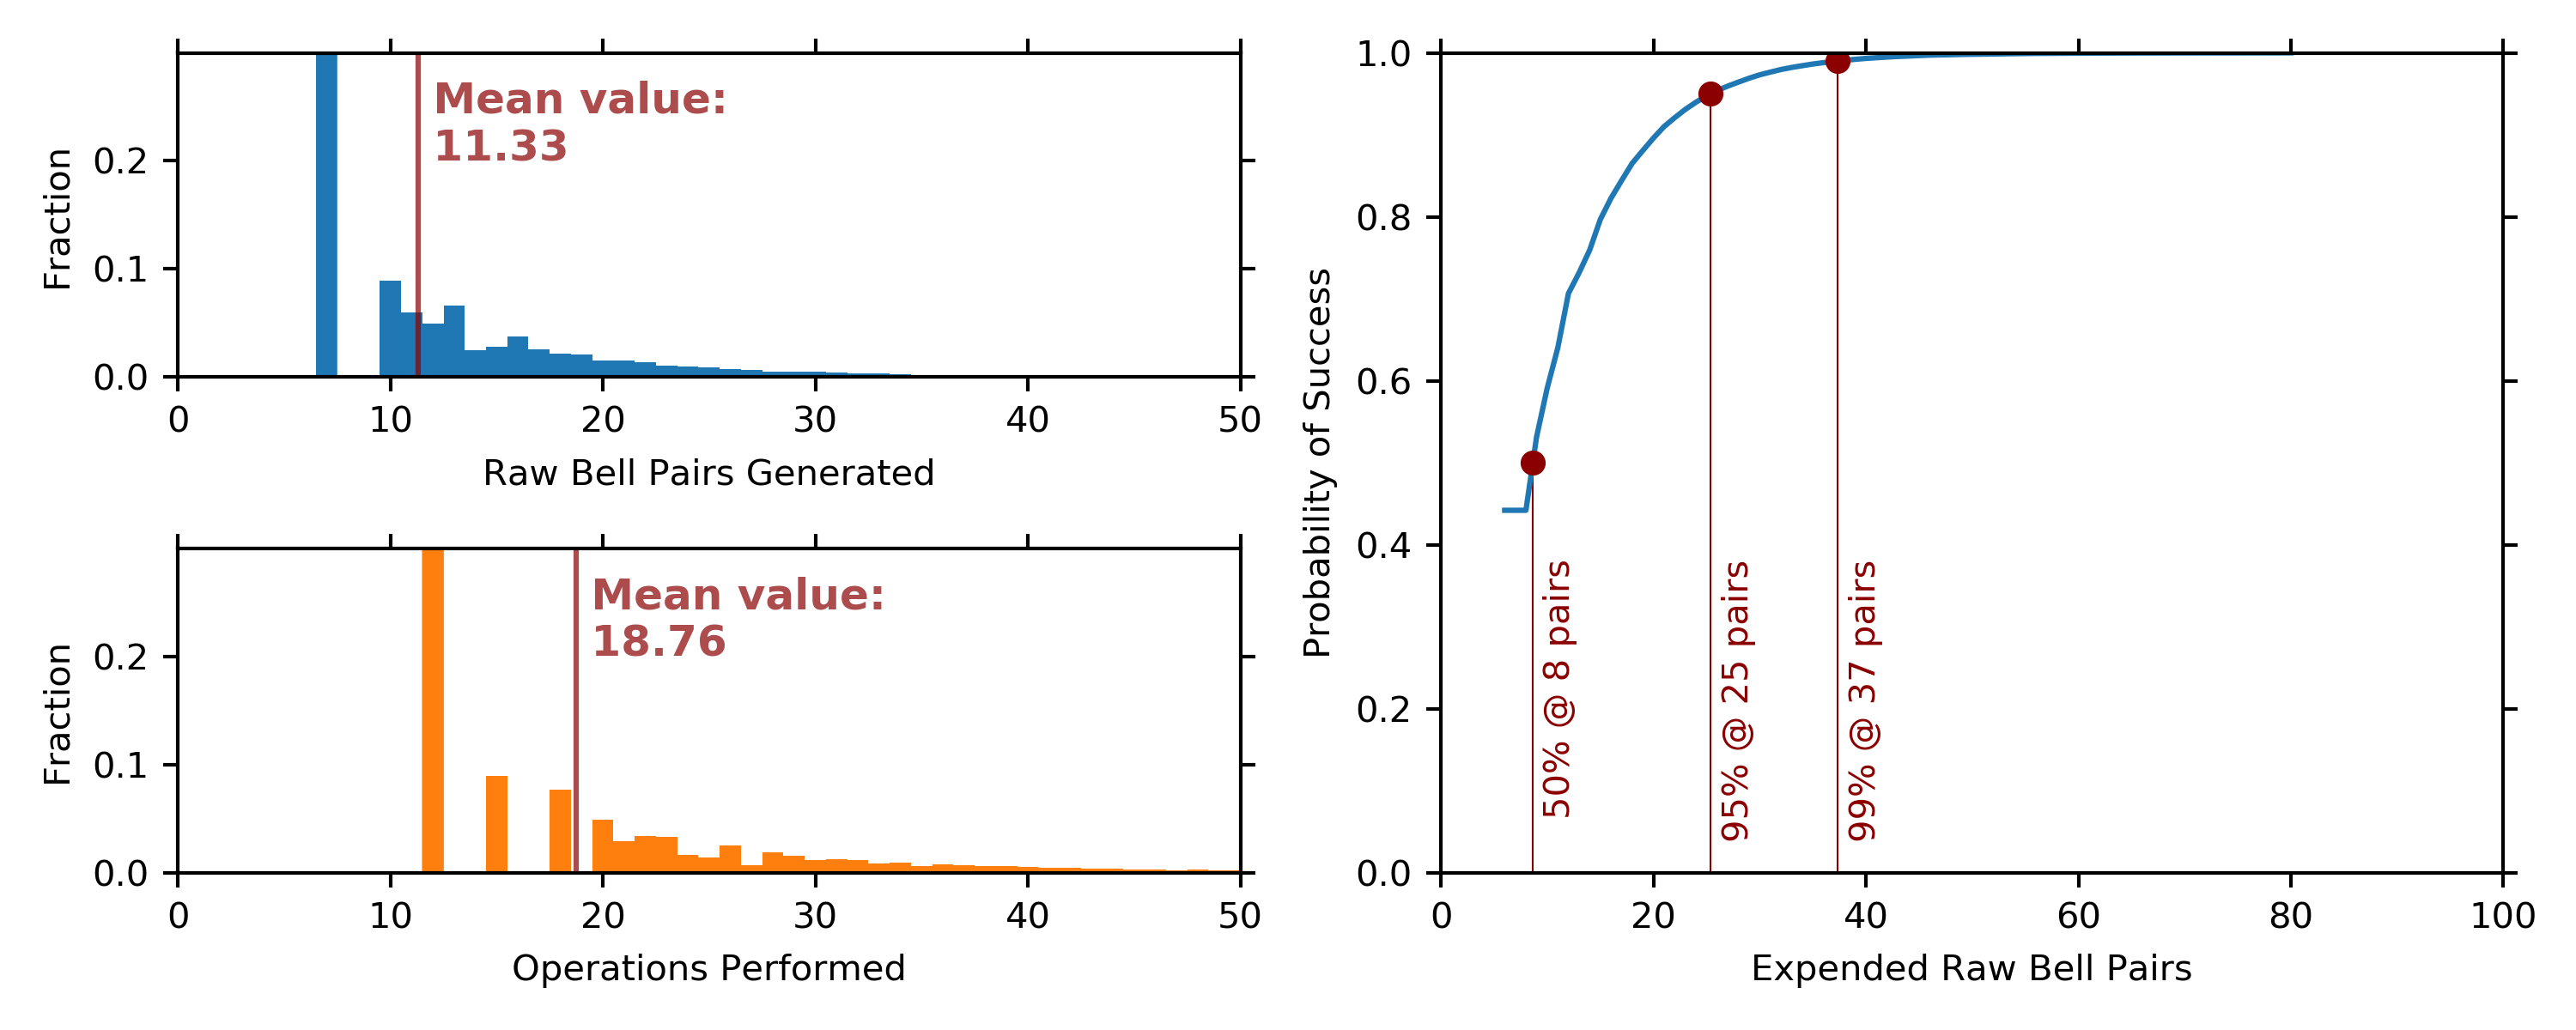 Mean value:
11.33
Fraction
0.2
0.1
0.0
0 10 20 30 40 50
Raw Bell Pairs Generated
Mean value:
18.76
Fraction
0.2
0.1
0.0
0 10 20 30 40 50
Operations Performed
Probability of Success
1.0
0.8
0.6
0.4
0.2
0.0
50% @ 8 pairs
95% @ 25 pairs
99% @ 37 pairs
0 20 40 60 80 100
Expended Raw Bell Pairs